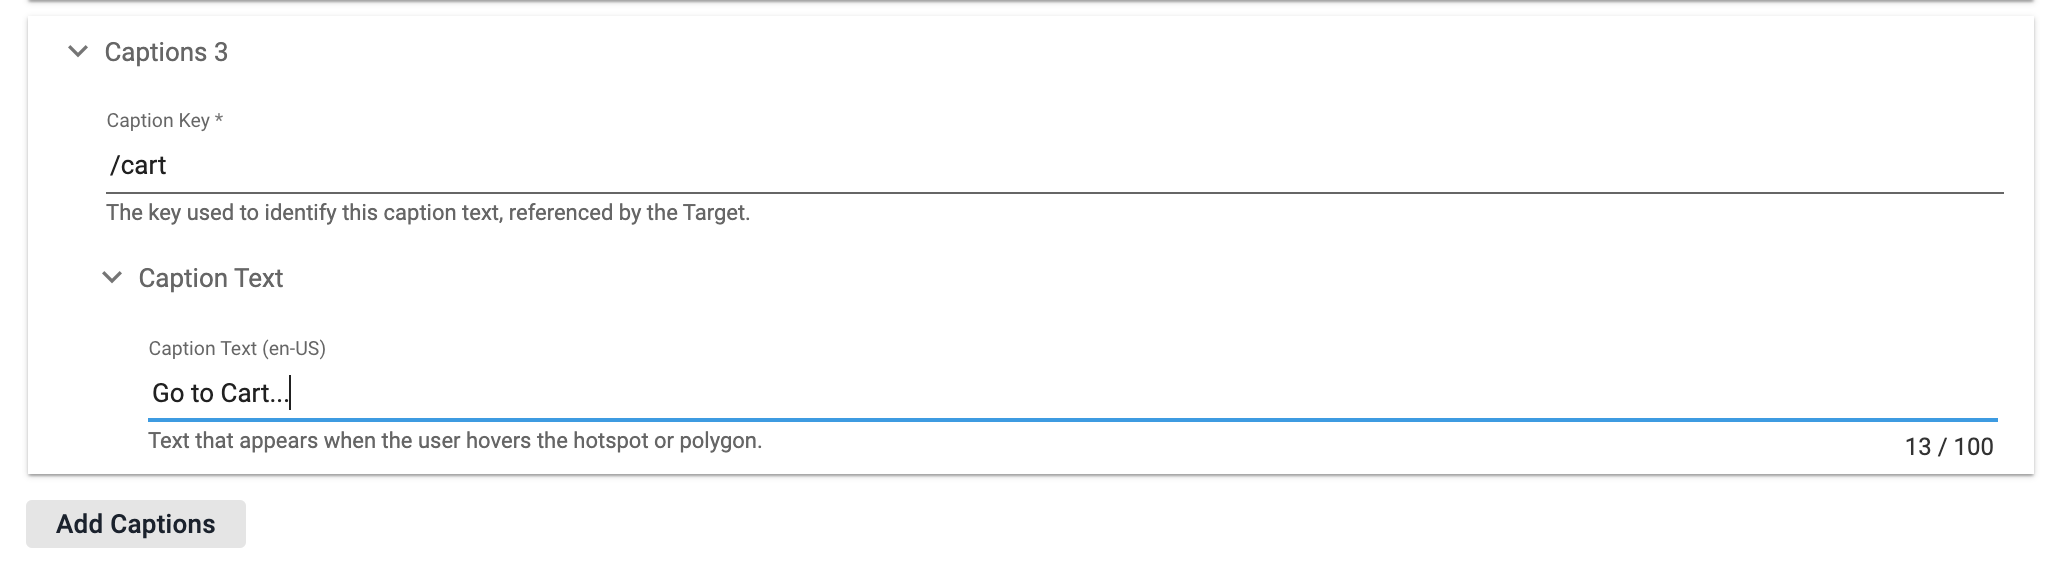 Captions 3
Caption Key *
/cart
The key used to identify this caption text, referenced by the Target.
Caption Text
Caption Text (en-US)
Go to Cart...
Text that appears when the user hovers the hotspot or polygon.
13 / 100
Add Captions